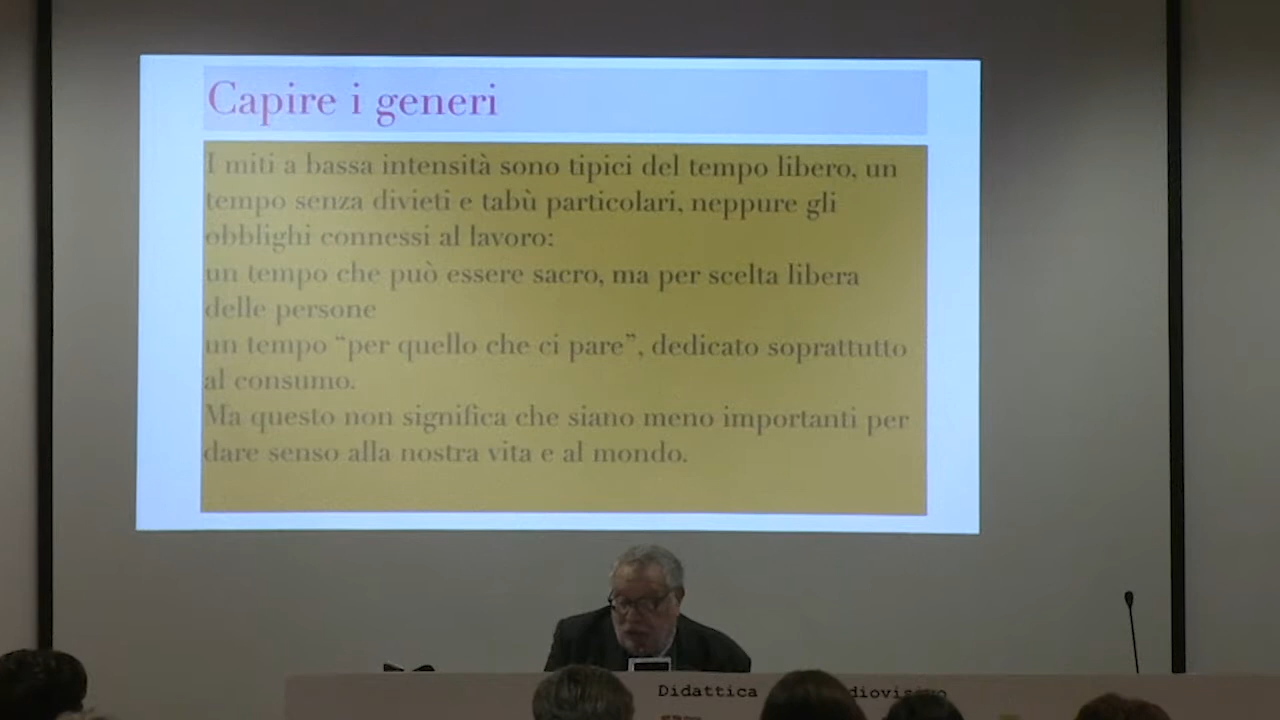 Capire i generi
I miti a bassa intensità sono tipici del tempo libero, un
tempo senza divieti e tabù particolari, neppure gli
obblighi connessi al lavoro:
un tempo che può essere sacro, ma per scelta libera
delle persone
un tempo “per quello che ci pare”, dedicato soprattutto
al consumo.
Ma questo non significa che siano meno importanti per
dare senso alla nostra vita e al mondo.
Didattica